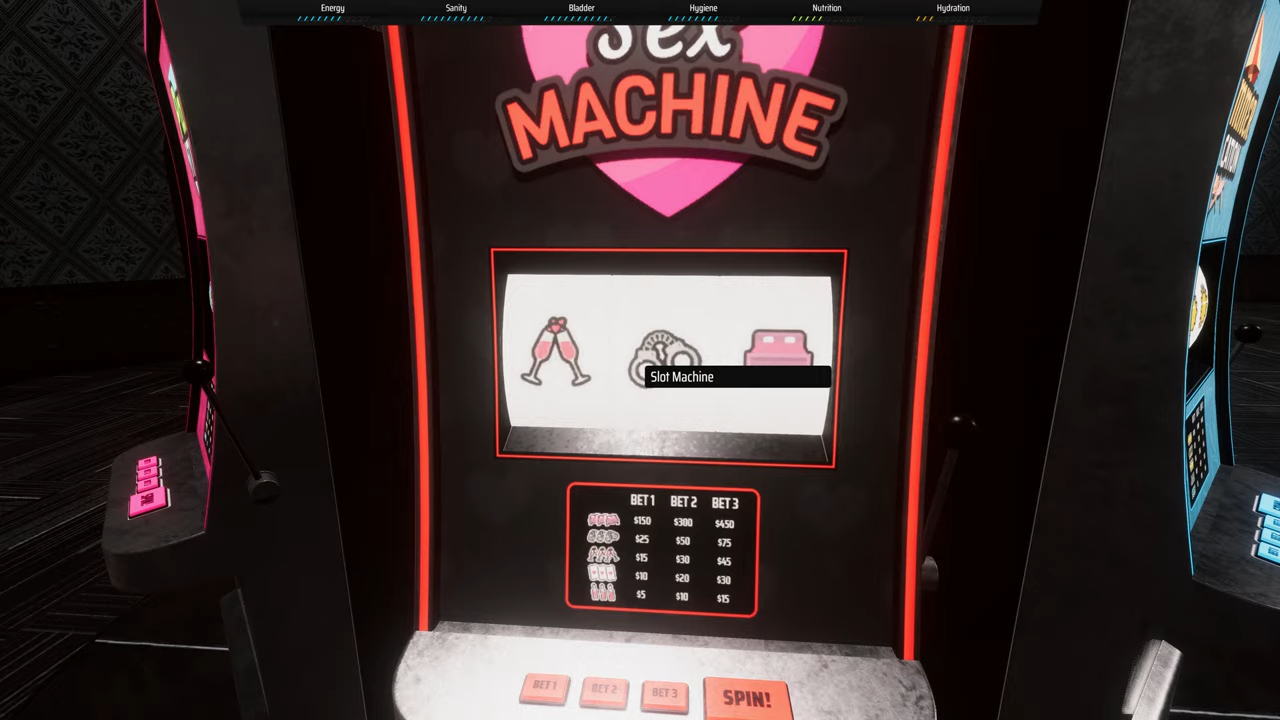 Energy Sanity Bladder Hygiene Nutrition Hydration
Sex
MACHINE
Slot Machine
BET 1 BET 2 BET 3
$150 $300 $450
$25 $50 $75
$15 $30 $45
$10 $20 $30
$5 $10 $15
BET 1 BET 2 BET 3 SPIN!